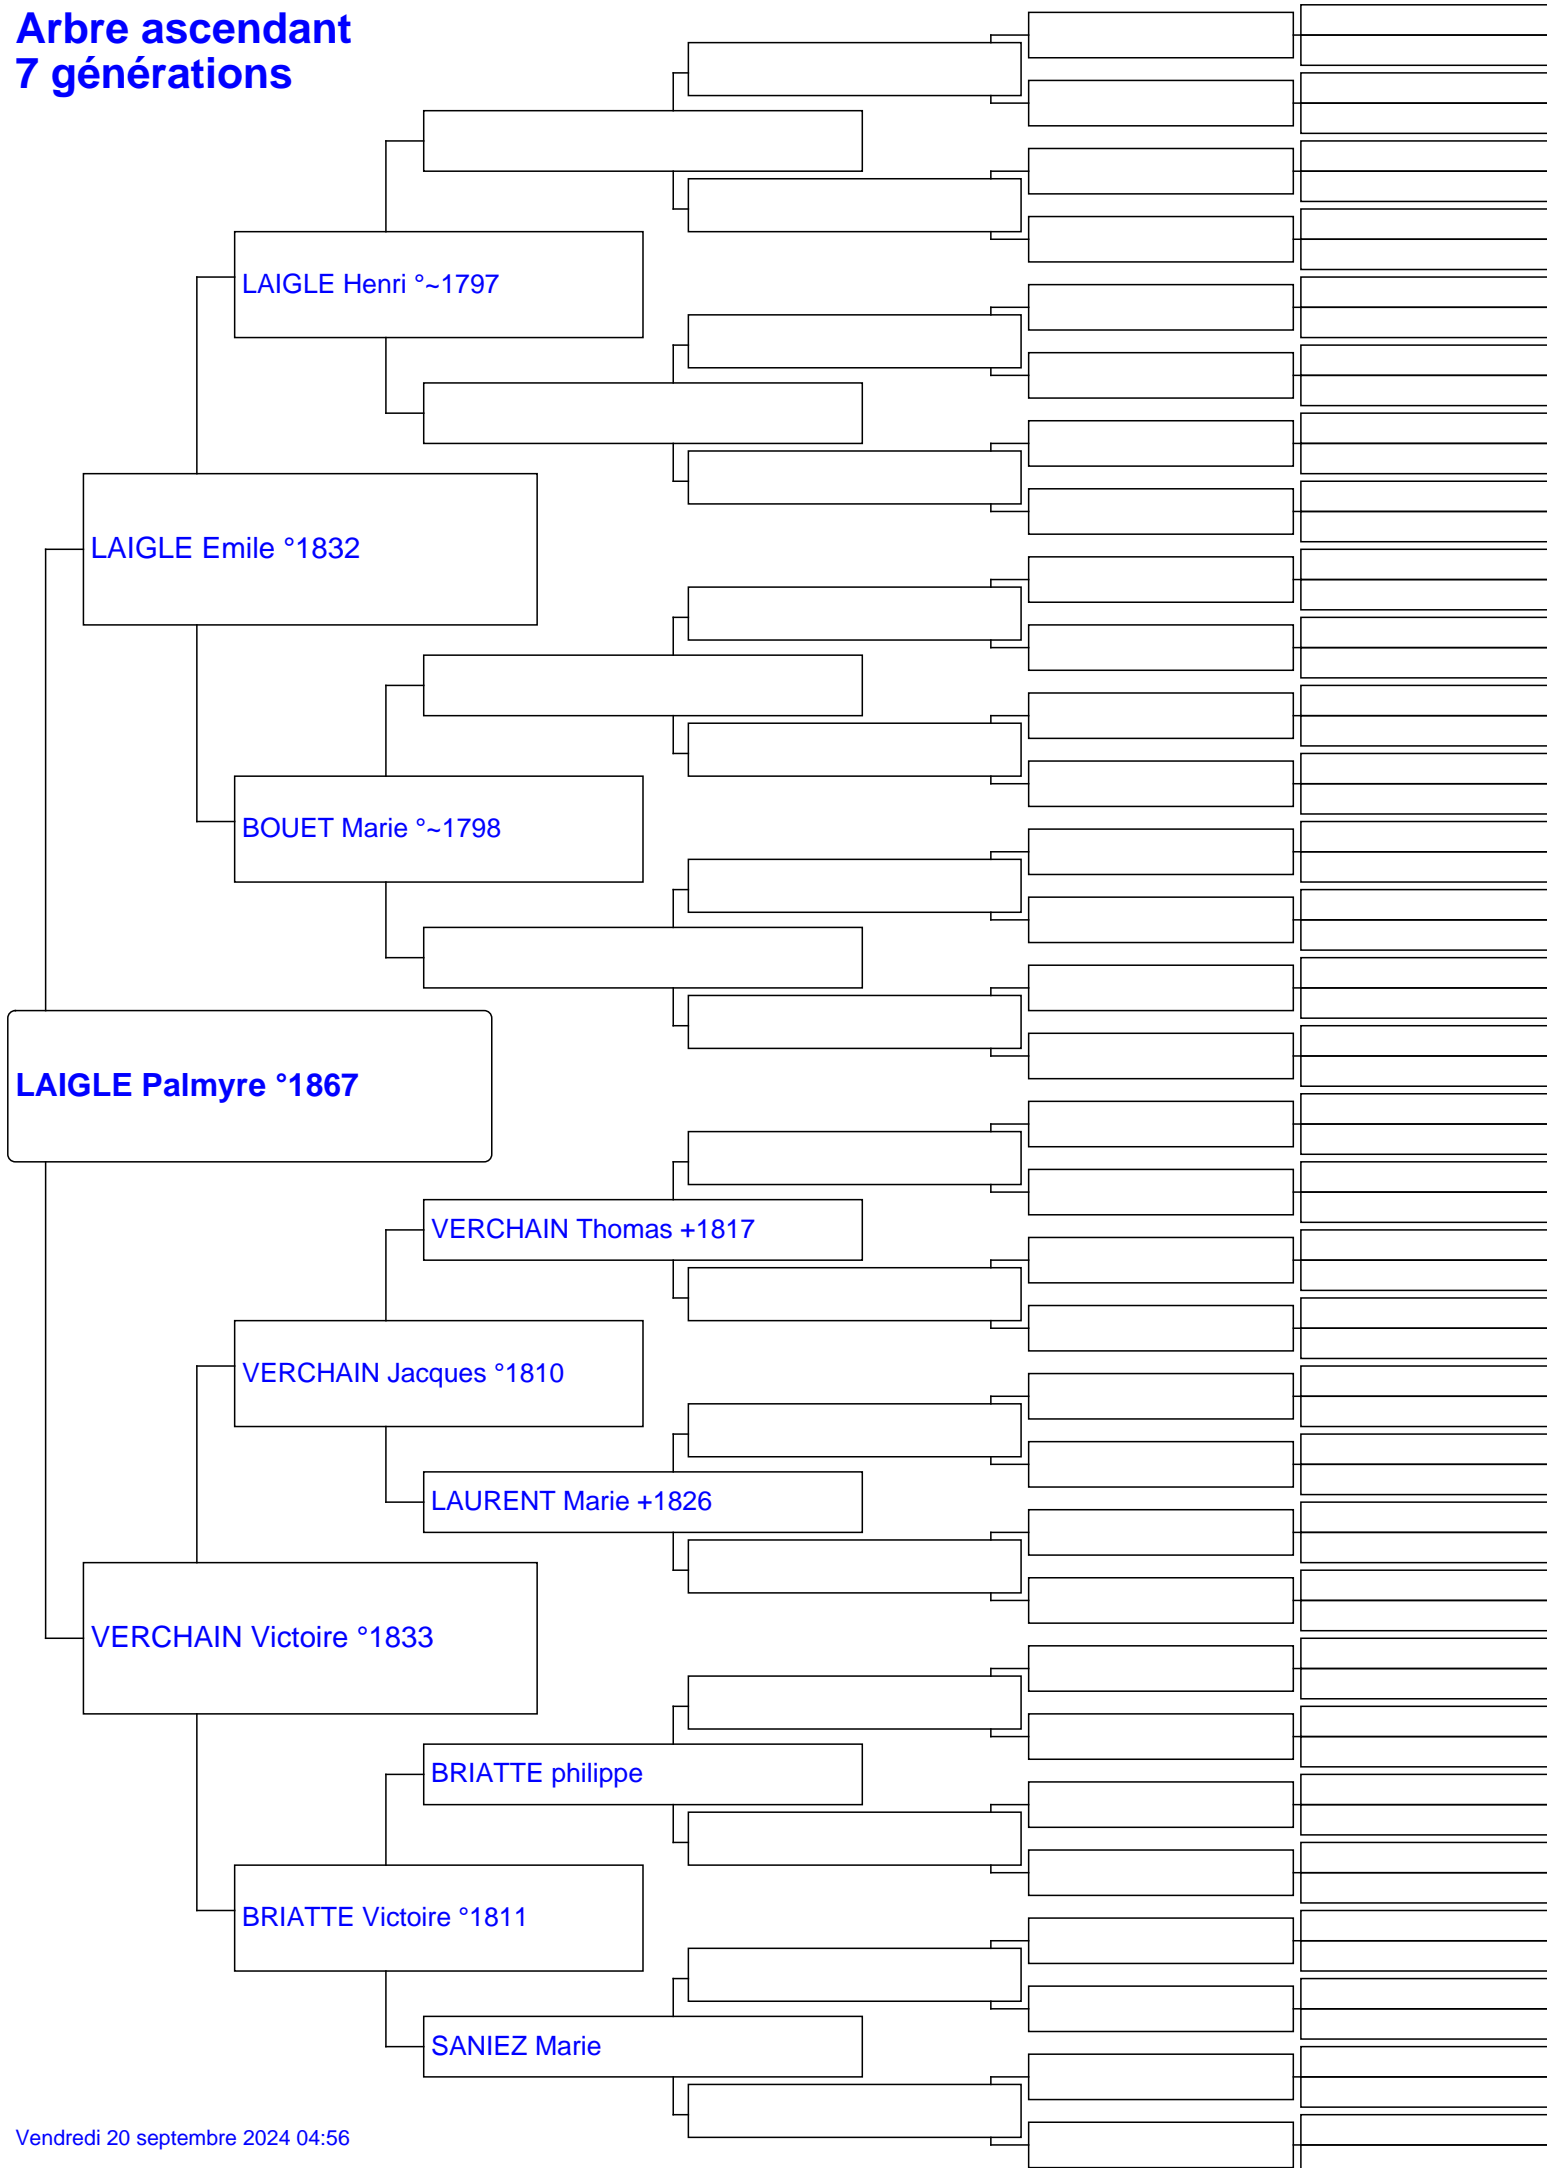 Arbre ascendant
7 générations
LAIGLE Henri °~1797
LAIGLE Emile °1832
BOUET Marie °~1798
LAIGLE Palmyre °1867
VERCHAIN Thomas +1817
VERCHAIN Jacques °1810
LAURENT Marie +1826
VERCHAIN Victoire °1833
BRIATTE philippe
BRIATTE Victoire °1811
SANIEZ Marie
Vendredi 20 septembre 2024 04:56